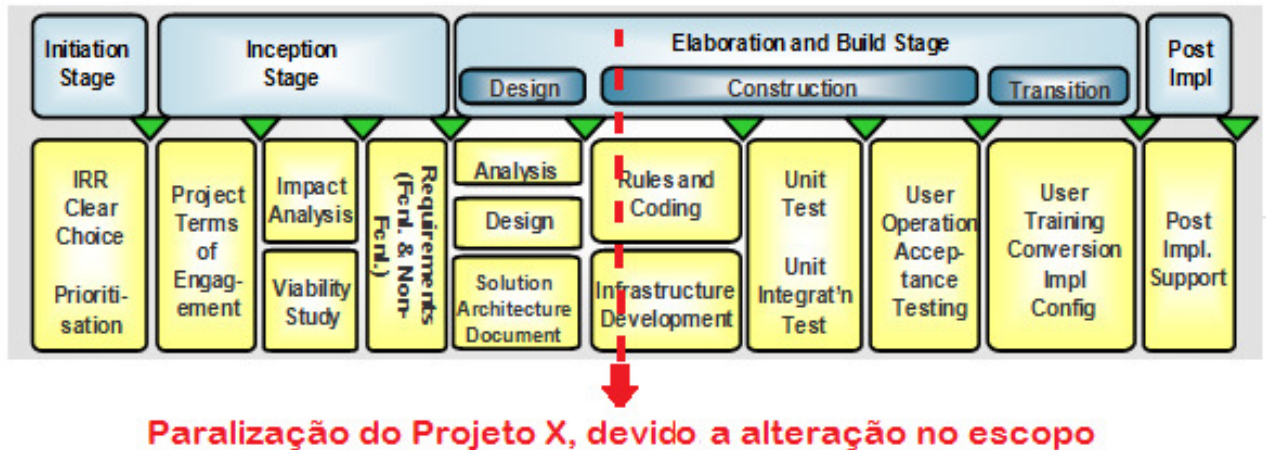 Initiation
Stage
Inception
Stage
Elaboration and Build Stage
Design
Construction
Transition
Post
Impl
IRR
Clear
Choice
Prioriti-
sation
Project
Terms
of
Engag-
ement
Impact
Analysis
Viability
Study
Requirements
(Fcnl. & Non-
Fcnl.)
Analysis
Design
Solution
Architecture
Document
Rules and
Coding
Infrastructure
Development
Unit
Test
Unit
Integrat'n
Test
User
Operation
Accep-
tance
Testing
User
Training
Conversion
Impl
Config
Post
Impl.
Support
Paralização do Projeto X, devido a alteração no escopo